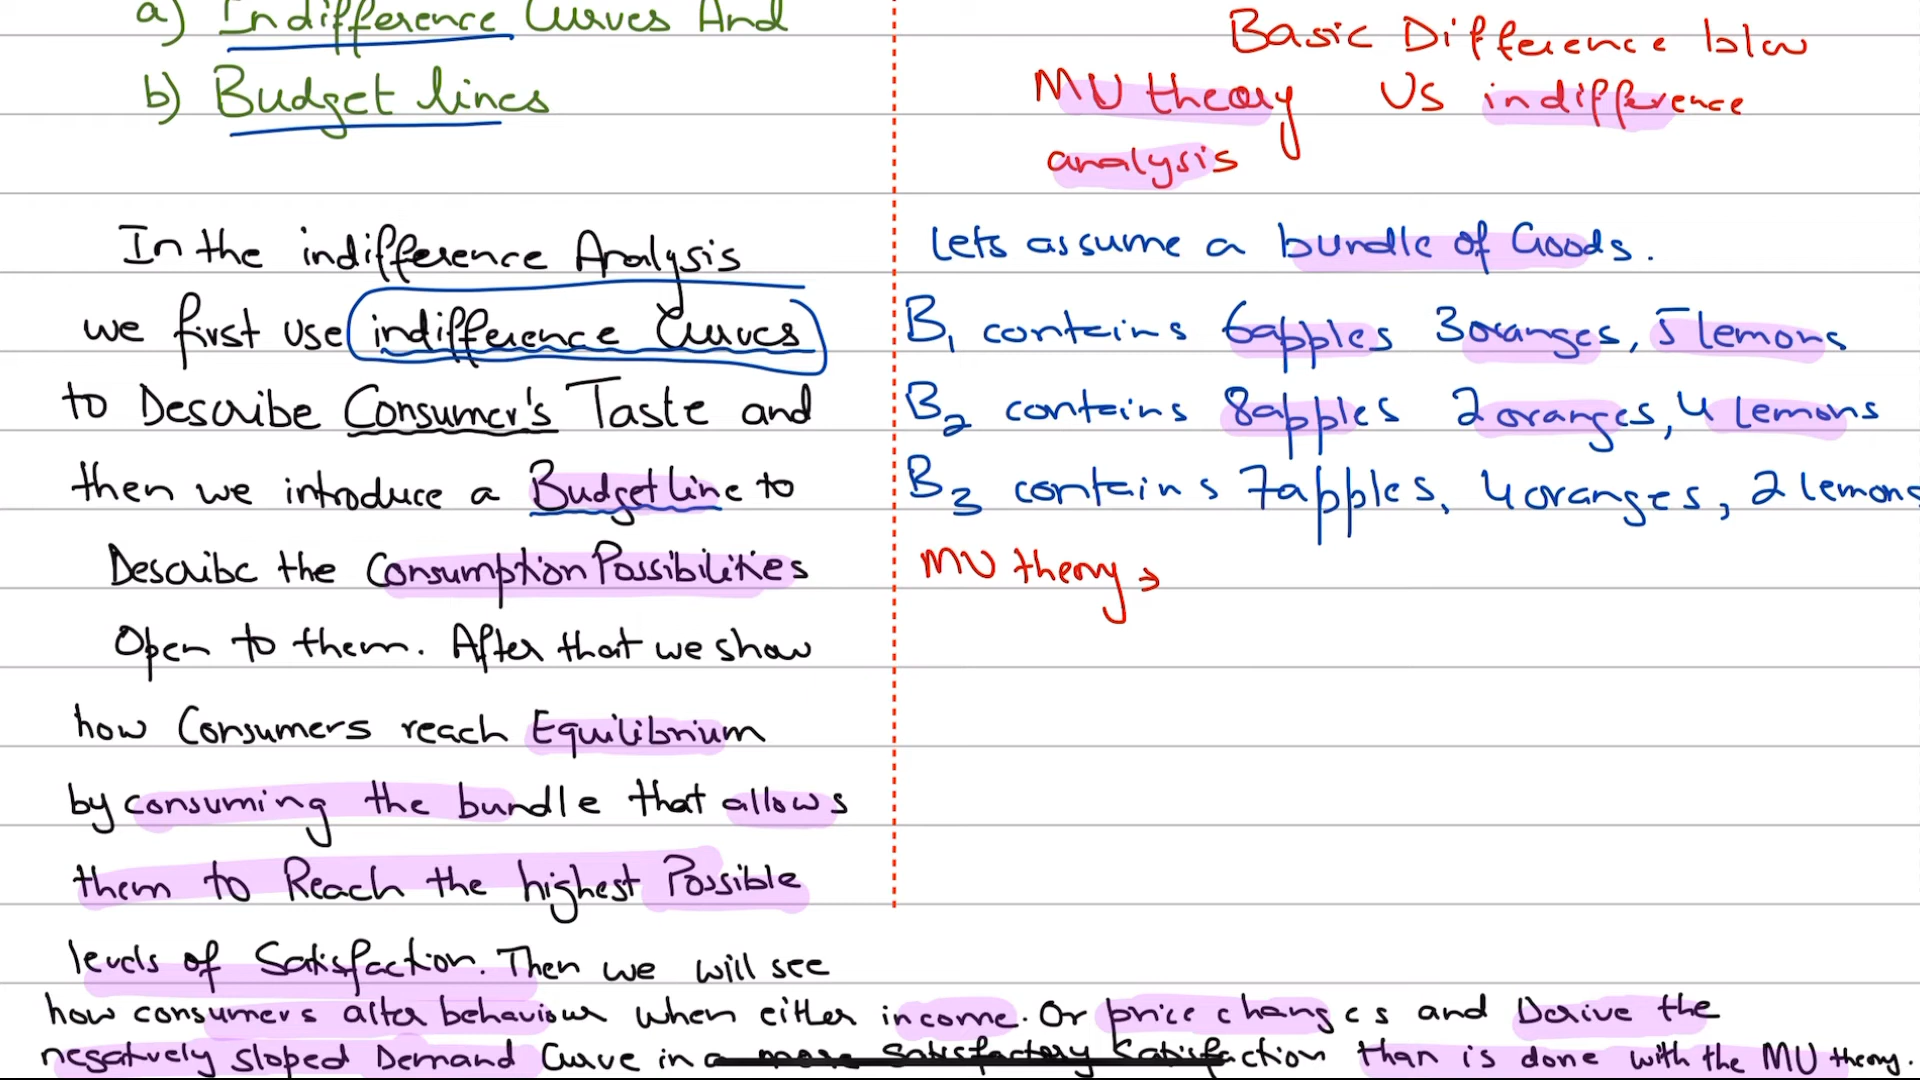 a) Indifference Curves And
b) Budget lines
In the indifference Analysis
we first use indifference Curves
to Describe Consumer's Taste and
then we introduce a Budget line to
Describe the Consumption Possibilities
Open to them. After that we show
how Consumers reach Equilibrium
by consuming the bundle that allows
them to Reach the highest Possible
levels of Satisfaction. Then we will see
how consumers alter behaviour when either income. Or price changes and Derive the
negatively sloped Demand Curve in a more Satisfactory Satisfaction than is done with the MU theory.
Basic Difference b/w
MU theory Vs indifference
analysis
Lets assume a bundle of Goods.
B1 contains 6apples 3oranges, 5 lemons
B2 contains 8apples 2 oranges, 4 lemons
B3 contains 7apples, 4oranges, 2 lemons
MU theory →